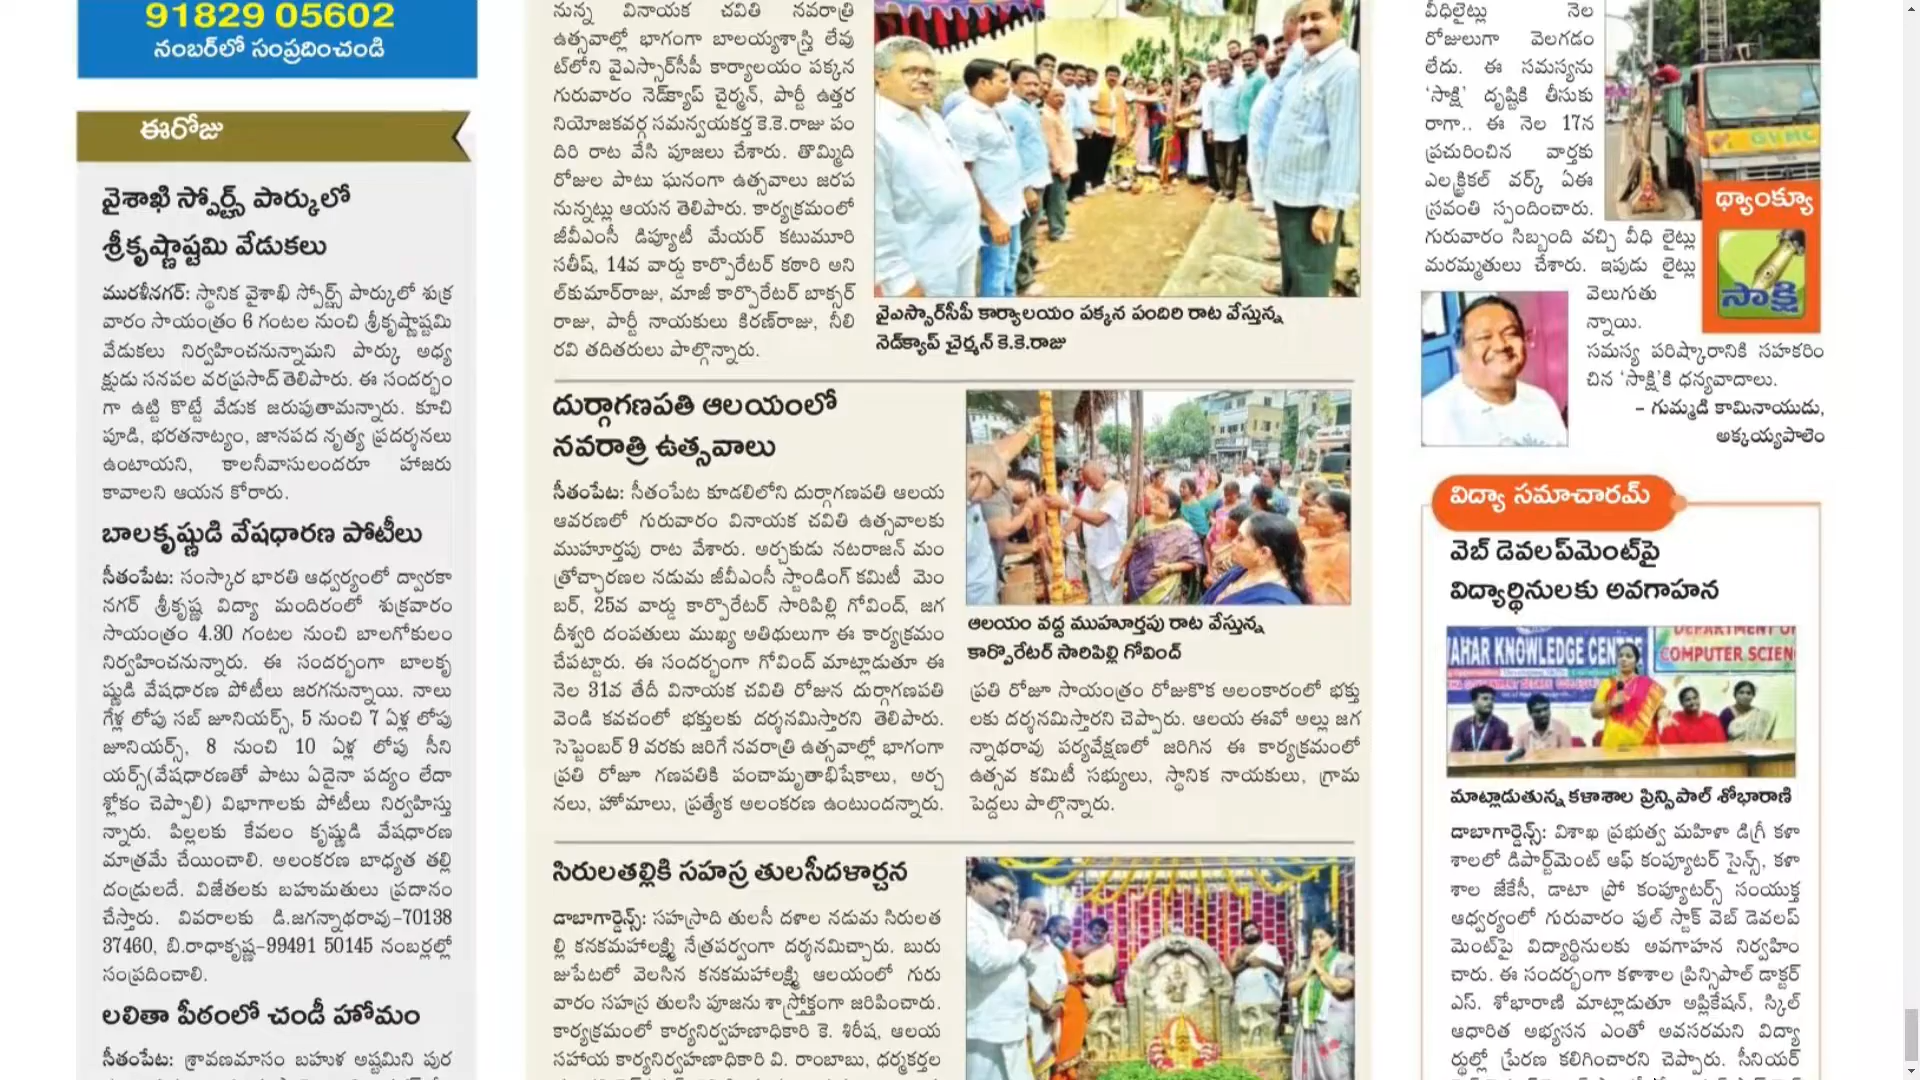 91829 05602
నంబర్‌లో సంప్రదించండి
ఈరోజు
వైశాఖి స్పోర్ట్స్ పార్కులో
శ్రీకృష్ణాష్టమి వేడుకలు
మురళీనగర్: స్థానిక వైశాఖి స్పోర్ట్స్ పార్కులో శుక్ర
వారం సాయంత్రం 6 గంటల నుంచి శ్రీకృష్ణాష్టమి
వేడుకలు నిర్వహించనున్నామని పార్కు అధ్య
క్షుడు సనపల వరప్రసాద్ తెలిపారు. ఈ సందర్భం
గా ఉట్టి కొట్టే వేడుక జరుపుతామన్నారు. కూచి
పూడి, భరతనాట్యం, జానపద నృత్య ప్రదర్శనలు
ఉంటాయని, కాలనీవాసులందరూ హాజరు
కావాలని ఆయన కోరారు.
బాలకృష్ణుడి వేషధారణ పోటీలు
సీతంపేట: సంస్కార భారతి ఆధ్వర్యంలో ద్వారకా
నగర్ శ్రీకృష్ణ విద్యా మందిరంలో శుక్రవారం
సాయంత్రం 4.30 గంటల నుంచి బాలగోకులం
నిర్వహించనున్నారు. ఈ సందర్భంగా బాలకృ
ష్ణుడి వేషధారణ పోటీలు జరగనున్నాయి. నాలు
గేళ్ల లోపు సబ్ జూనియర్స్, 5 నుంచి 7 ఏళ్ల లోపు
జూనియర్స్, 8 నుంచి 10 ఏళ్ల లోపు సీని
యర్స్(వేషధారణతో పాటు ఏదైనా పద్యం లేదా
శ్లోకం చెప్పాలి) విభాగాలకు పోటీలు నిర్వహిస్తు
న్నారు. పిల్లలకు కేవలం కృష్ణుడి వేషధారణ
మాత్రమే చేయించాలి. అలంకరణ బాధ్యత తల్లి
దండ్రులదే. విజేతలకు బహుమతులు ప్రదానం
చేస్తారు. వివరాలకు డి.జగన్నాథరావు–70138
37460, బి.రాధాకృష్ణ–99491 50145 నంబర్లల్లో
సంప్రదించాలి.
లలితా పీఠంలో చండీ హోమం
సీతంపేట: శ్రావణమాసం బహుళ అష్టమిని పుర
నున్న వినాయక చవితి నవరాత్రి
ఉత్సవాల్లో భాగంగా బాలయ్యశాస్త్రి లేవు
ట్‌లోని వైఎస్సార్‌సీపీ కార్యాలయం పక్కన
గురువారం నెడ్‌క్యాప్ చైర్మన్, పార్టీ ఉత్తర
నియోజకవర్గ సమన్వయకర్త కె.కె.రాజు పం
దిరి రాట వేసి పూజలు చేశారు. తొమ్మిది
రోజుల పాటు ఘనంగా ఉత్సవాలు జరప
నున్నట్లు ఆయన తెలిపారు. కార్యక్రమంలో
జీవీఎంసీ డిప్యూటీ మేయర్ కటుమూరి
సతీష్, 14వ వార్డు కార్పొరేటర్ కఠారి అని
ల్‌కుమార్‌రాజు, మాజీ కార్పొరేటర్ బాక్సర్
రాజు, పార్టీ నాయకులు కిరణ్‌రాజు, నీలి
రవి తదితరులు పాల్గొన్నారు.
వైఎస్సార్‌సీపీ కార్యాలయం పక్కన పందిరి రాట వేస్తున్న
నెడ్‌క్యాప్ చైర్మన్ కె.కె.రాజు
దుర్గాగణపతి ఆలయంలో
నవరాత్రి ఉత్సవాలు
సీతంపేట: సీతంపేట కూడలిలోని దుర్గాగణపతి ఆలయ
ఆవరణలో గురువారం వినాయక చవితి ఉత్సవాలకు
ముహూర్తపు రాట వేశారు. అర్చకుడు నటరాజన్ మం
త్రోచ్ఛారణల నడుమ జీవీఎంసీ స్టాండింగ్ కమిటీ మెం
బర్, 25వ వార్డు కార్పొరేటర్ సారిపిల్లి గోవింద్, జగ
దీశ్వరి దంపతులు ముఖ్య అతిథులుగా ఈ కార్యక్రమం
చేపట్టారు. ఈ సందర్భంగా గోవింద్ మాట్లాడుతూ ఈ
నెల 31వ తేదీ వినాయక చవితి రోజున దుర్గాగణపతి
వెండి కవచంలో భక్తులకు దర్శనమిస్తారని తెలిపారు.
సెప్టెంబర్ 9 వరకు జరిగే నవరాత్రి ఉత్సవాల్లో భాగంగా
ప్రతి రోజూ గణపతికి పంచామృతాభిషేకాలు, అర్చ
నలు, హోమాలు, ప్రత్యేక అలంకరణ ఉంటుందన్నారు.
ఆలయం వద్ద ముహూర్తపు రాట వేస్తున్న
కార్పొరేటర్ సారిపిల్లి గోవింద్
ప్రతి రోజూ సాయంత్రం రోజుకొక అలంకారంలో భక్తు
లకు దర్శనమిస్తారని చెప్పారు. ఆలయ ఈవో అల్లు జగ
న్నాథరావు పర్యవేక్షణలో జరిగిన ఈ కార్యక్రమంలో
ఉత్సవ కమిటీ సభ్యులు, స్థానిక నాయకులు, గ్రామ
పెద్దలు పాల్గొన్నారు.
సిరులతల్లికి సహస్ర తులసీదళార్చన
డాబాగార్డెన్స్: సహస్రాది తులసీ దళాల నడుమ సిరులత
ల్లి కనకమహాలక్ష్మి నేత్రపర్వంగా దర్శనమిచ్చారు. బురు
జుపేటలో వెలసిన కనకమహాలక్ష్మి ఆలయంలో గురు
వారం సహస్ర తులసి పూజను శాస్త్రోక్తంగా జరిపించారు.
కార్యక్రమంలో కార్యనిర్వహణాధికారి కె. శిరీష, ఆలయ
సహాయ కార్యనిర్వహణాధికారి వి. రాంబాబు, ధర్మకర్తల
వీధిలైట్లు నెల
రోజులుగా వెలగడం
లేదు. ఈ సమస్యను
‘సాక్షి’ దృష్టికి తీసుకు
రాగా.. ఈ నెల 17న
ప్రచురించిన వార్తకు
ఎలక్ట్రికల్ వర్క్ ఏఈ
స్రవంతి స్పందించారు.
గురువారం సిబ్బంది వచ్చి వీధి లైట్లు
మరమ్మతులు చేశారు. ఇపుడు లైట్లు
వెలుగుతు
న్నాయి.
సమస్య పరిష్కారానికి సహకరిం
చిన ‘సాక్షి’కి ధన్యవాదాలు.
– గుమ్మడి కామినాయుడు,
అక్కయ్యపాలెం
GVMC
థ్యాంక్యూ
సాక్షి
విద్యా సమాచారమ్
వెబ్ డెవలప్‌మెంట్‌పై
విద్యార్థినులకు అవగాహన
AHAR KNOWLEDGE CENTRE
DEPARTMENT OF
COMPUTER SCIEN
మాట్లాడుతున్న కళాశాల ప్రిన్సిపాల్ శోభారాణి
డాబాగార్డెన్స్: విశాఖ ప్రభుత్వ మహిళా డిగ్రీ కళా
శాలలో డిపార్ట్‌మెంట్ ఆఫ్ కంప్యూటర్ సైన్స్, కళా
శాల జేకేసీ, డాటా ప్రో కంప్యూటర్స్ సంయుక్త
ఆధ్వర్యంలో గురువారం ఫుల్ స్టాక్ వెబ్ డెవలప్
మెంట్‌పై విద్యార్థినులకు అవగాహన నిర్వహిం
చారు. ఈ సందర్భంగా కళాశాల ప్రిన్సిపాల్ డాక్టర్
ఎస్. శోభారాణి మాట్లాడుతూ అప్లికేషన్, స్కిల్
ఆధారిత అభ్యసన ఎంతో అవసరమని విద్యా
ర్థుల్లో ప్రేరణ కలిగించారని చెప్పారు. సీనియర్